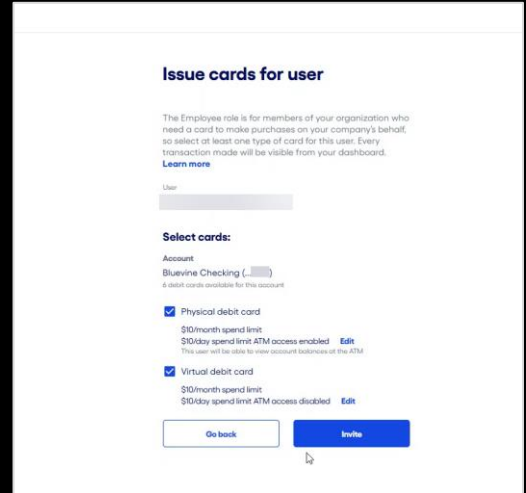 Issue cards for user
The Employee role is for members of your organization who
need a card to make purchases on your company's behalf,
so select at least one type of card for this user. Every
transaction made will be visible from your dashboard.
Learn more
User
Select cards:
Account
Bluevine Checking (... )
6 debit cards available for this account
Physical debit card
$10/month spend limit
$10/day spend limit ATM access enabled Edit
This user will be able to view account balances at the ATM
Virtual debit card
$10/month spend limit
$10/day spend limit ATM access disabled Edit
Go back Invite